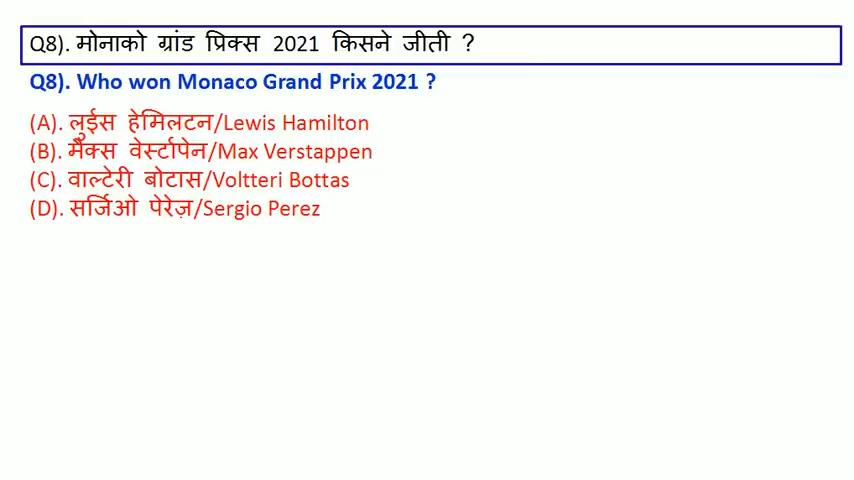 Q8). मोनाको ग्रांड प्रिक्स 2021 किसने जीती ?
Q8). Who won Monaco Grand Prix 2021 ?
(A). लुईस हेमिलटन/Lewis Hamilton
(B). मैक्स वेर्स्टापेन/Max Verstappen
(C). वाल्टेरी बोटास/Voltteri Bottas
(D). सर्जिओ पेरेज़/Sergio Perez